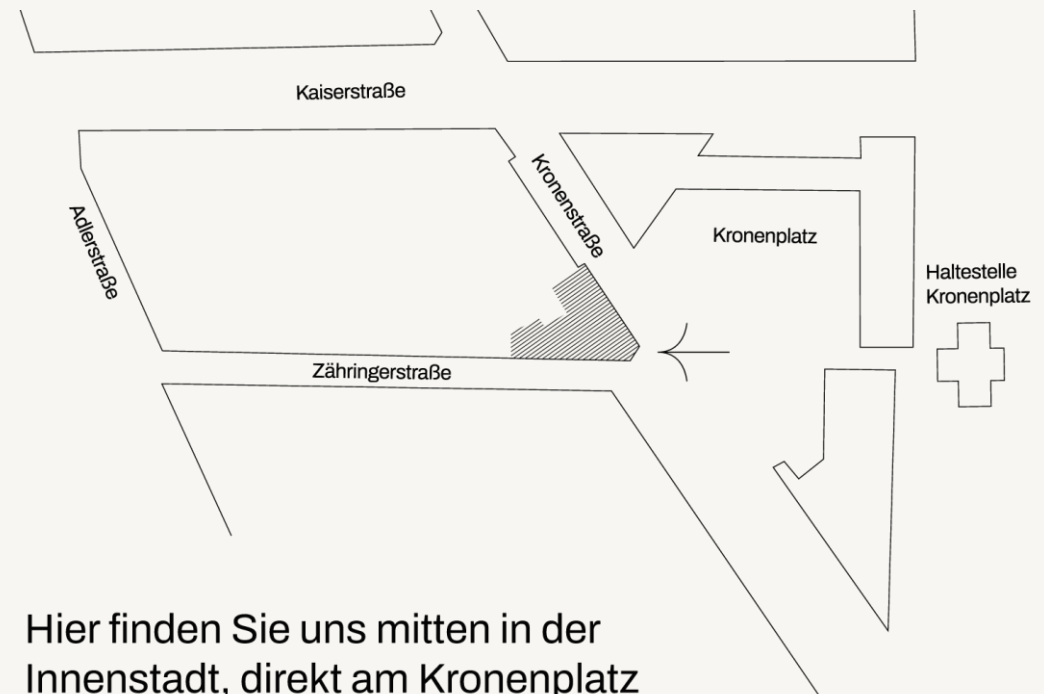 Kaiserstraße
Kronenstraße
Adlerstraße
Kronenplatz
Haltestelle
Kronenplatz
Zähringerstraße
Hier finden Sie uns mitten in der
Innenstadt, direkt am Kronenplatz